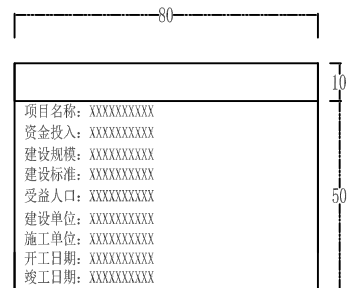 80
10
项目名称：XXXXXXXXXX
资金投入：XXXXXXXXXX
建设规模：XXXXXXXXXX
建设标准：XXXXXXXXXX
受益人口：XXXXXXXXXX
50
建设单位：XXXXXXXXXX
施工单位：XXXXXXXXXX
开工日期：XXXXXXXXXX
竣工日期：XXXXXXXXXX